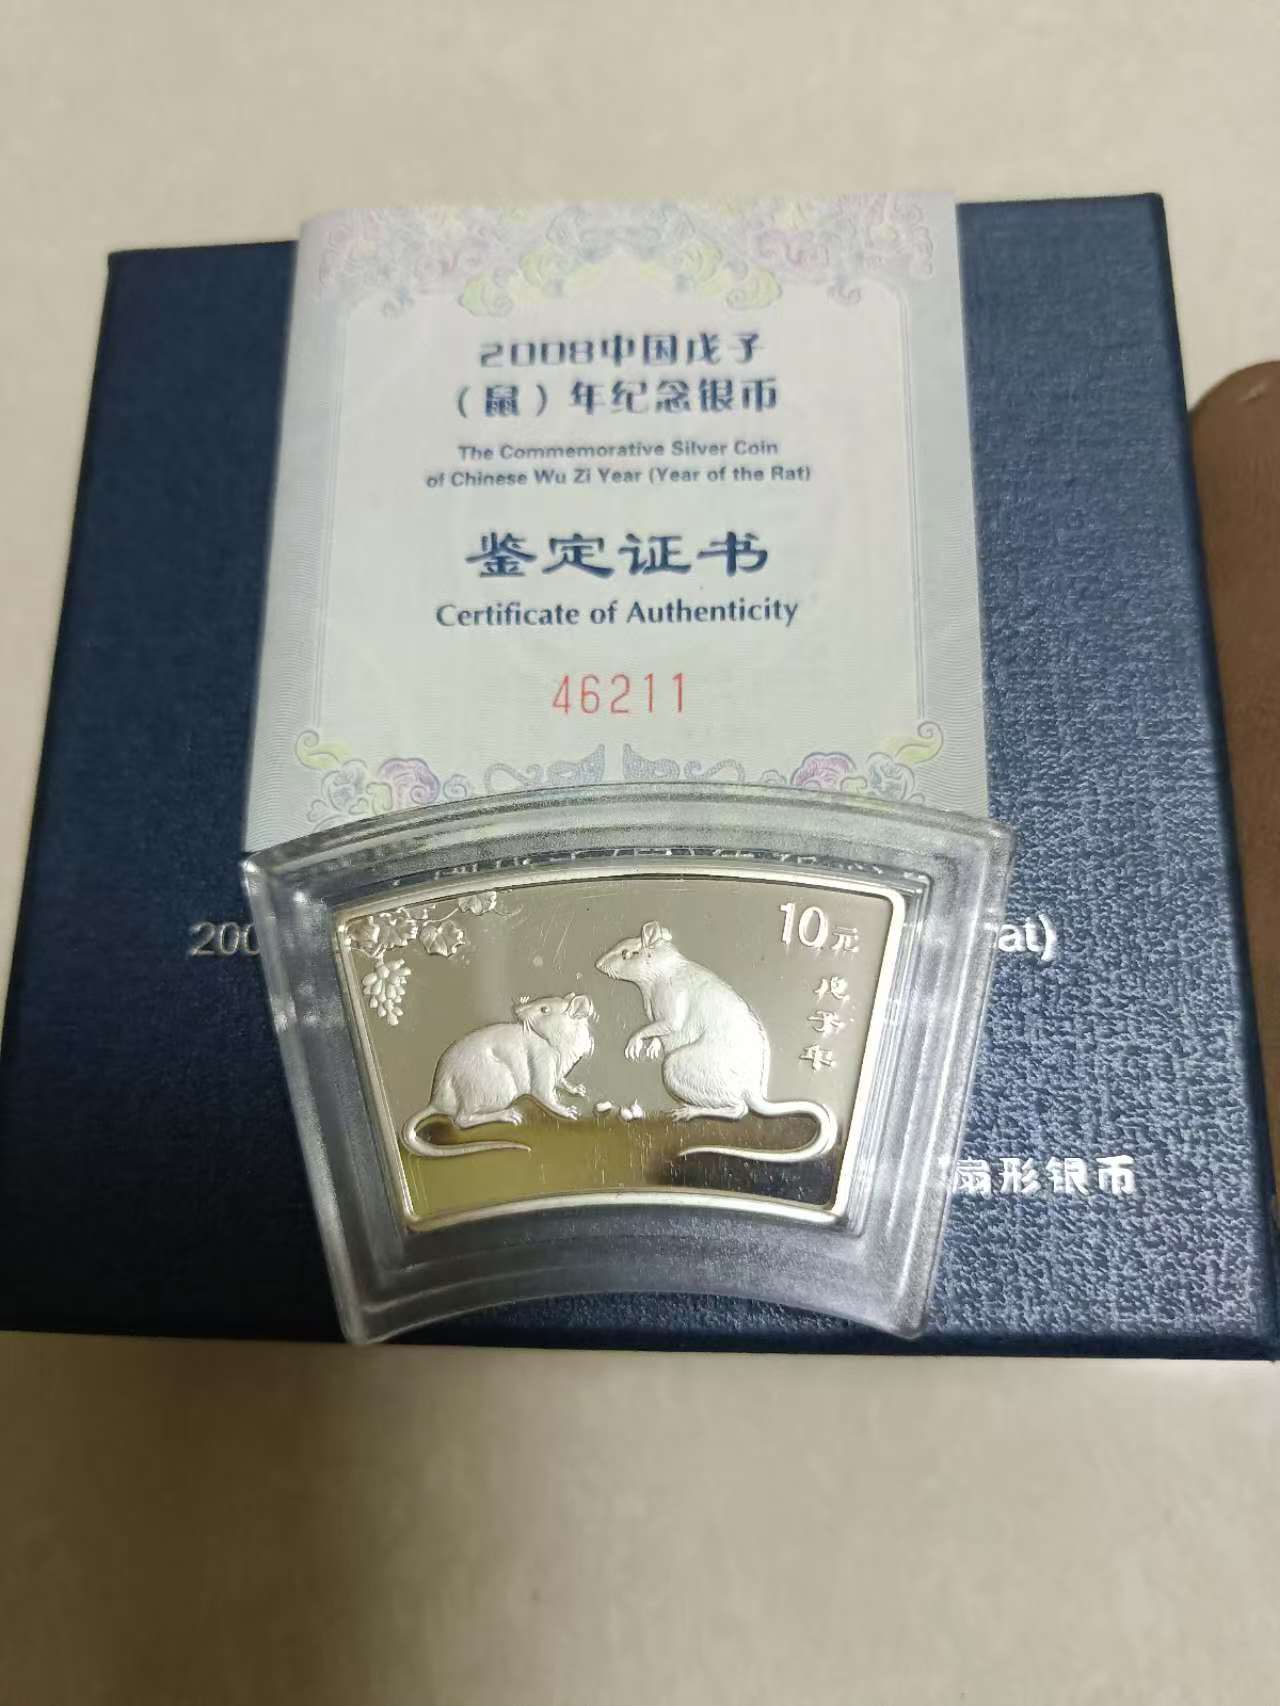 2008中国戊子
（鼠）年纪念银币
The Commemorative Silver Coin
of Chinese Wu Zi Year (Year of the Rat)
鉴定证书
Certificate of Authenticity
46211
200
at)
10元
戊子年
扇形银币